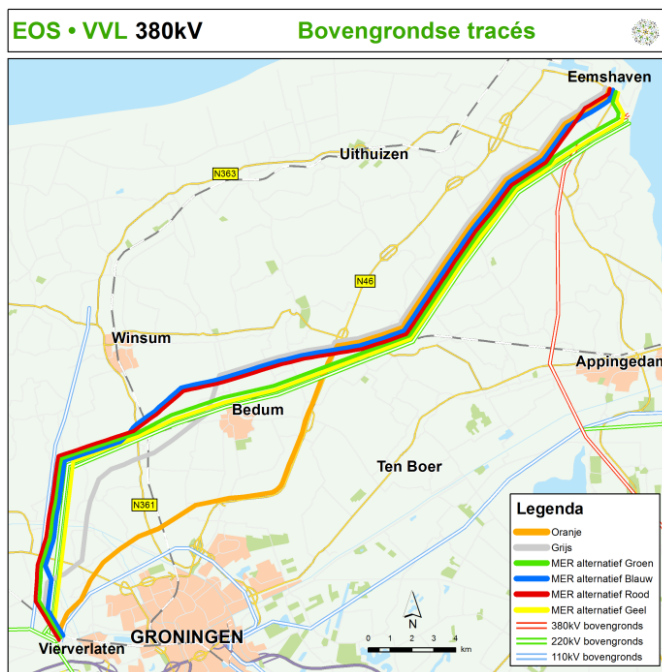 EOS • VVL 380kV Bovengrondse tracés
Eemshaven
Uithuizen
N363
N46
Winsum
Appingedam
Bedum
Ten Boer
N361
Vierverlaten
GRONINGEN
N
0 1 2 3 4
km
Legenda
Oranje
Grijs
MER alternatief Groen
MER alternatief Blauw
MER alternatief Rood
MER alternatief Geel
380kV bovengronds
220kV bovengronds
110kV bovengronds